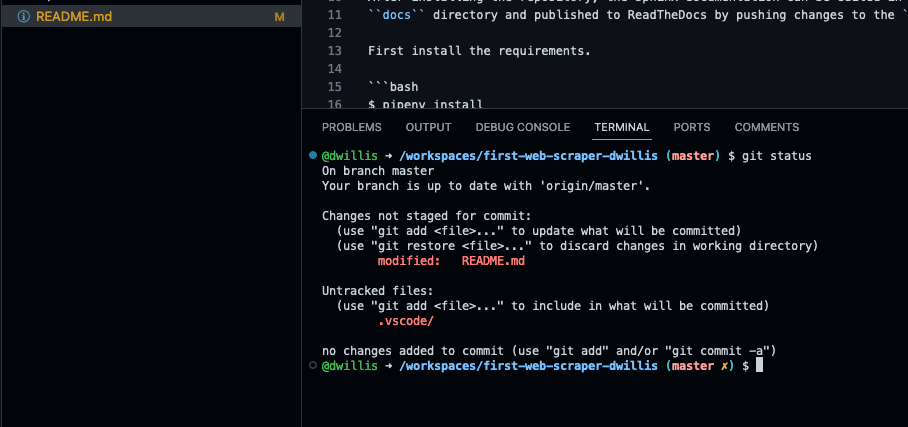 README.md M
11 ``docs`` directory and published to ReadTheDocs by pushing changes to the `
12
13 First install the requirements.
14
15 ```bash
16 $ pipenv install
PROBLEMS OUTPUT DEBUG CONSOLE TERMINAL PORTS COMMENTS
@dwillis → /workspaces/first-web-scraper-dwillis (master) $ git status
On branch master
Your branch is up to date with 'origin/master'.
Changes not staged for commit:
(use "git add <file>..." to update what will be committed)
(use "git restore <file>..." to discard changes in working directory)
modified: README.md
Untracked files:
(use "git add <file>..." to include in what will be committed)
.vscode/
no changes added to commit (use "git add" and/or "git commit -a")
@dwillis → /workspaces/first-web-scraper-dwillis (master ✗) $